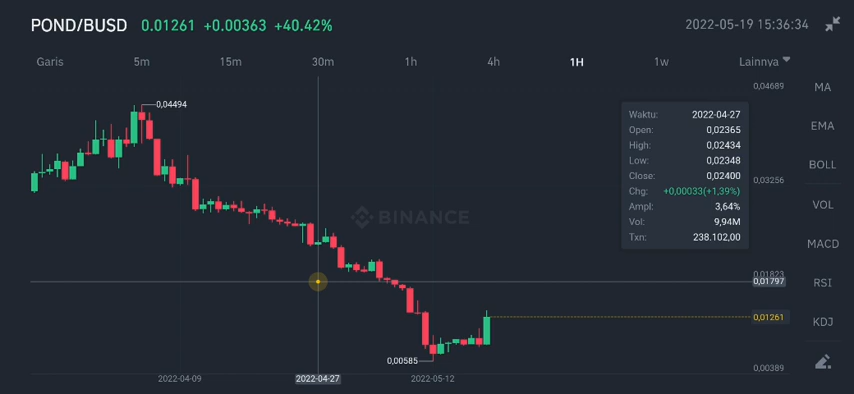 POND/BUSD 0.01261 +0.00363 +40.42% 2022-05-19 15:36:34
Garis 5m 15m 30m 1h 4h 1H 1w Lainnya
0,04689
MA
0,04494
Waktu: 2022-04-27
Open: 0,02365
EMA
High: 0,02434
Low: 0,02348
BOLL
Close: 0,02400
0,03256
Chg: +0,00033(+1,39%)
Ampl: 3,64%
VOL
BINANCE
Vol: 9,94M
Txn: 238.102,00
MACD
0,01823
0,01797
RSI
0,01261
KDJ
0,00585
0,00389
2022-04-09 2022-04-27 2022-05-12